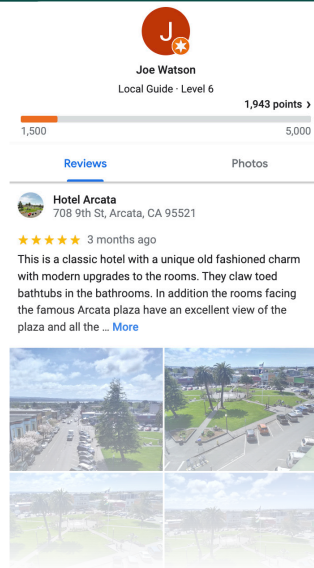 J
Joe Watson
Local Guide · Level 6
1,943 points ›
1,500 5,000
Reviews Photos
Hotel Arcata
708 9th St, Arcata, CA 95521
3 months ago
This is a classic hotel with a unique old fashioned charm
with modern upgrades to the rooms. They claw toed
bathtubs in the bathrooms. In addition the rooms facing
the famous Arcata plaza have an excellent view of the
plaza and all the ... More